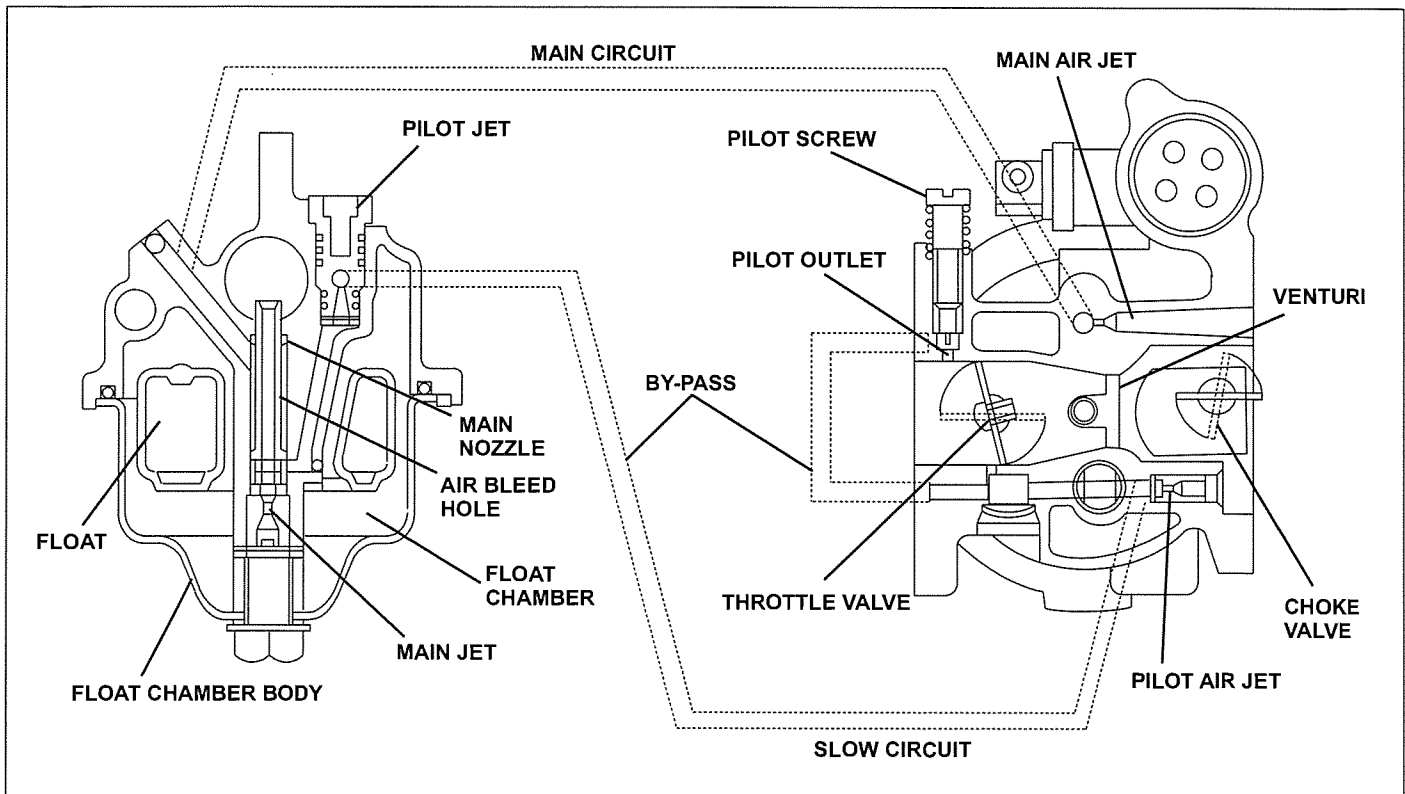 MAIN CIRCUIT
MAIN AIR JET
PILOT JET
PILOT SCREW
PILOT OUTLET
VENTURI
BY-PASS
MAIN
NOZZLE
AIR BLEED
HOLE
FLOAT
FLOAT
CHAMBER
THROTTLE VALVE
CHOKE
VALVE
MAIN JET
PILOT AIR JET
FLOAT CHAMBER BODY
SLOW CIRCUIT